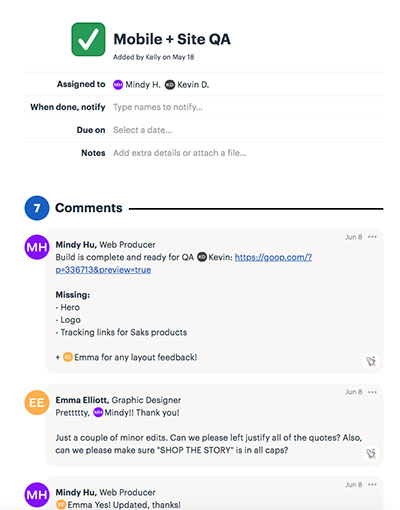 Mobile + Site QA
Added by Kelly on May 18
Assigned to MH Mindy H. KD Kevin D.
When done, notify Type names to notify...
Due on Select a date...
Notes Add extra details or attach a file...
7 Comments
Jun 8 •••
MH Mindy Hu, Web Producer
Build is complete and ready for QA KD Kevin: https://goop.com/?
p=336713&preview=true
Missing:
- Hero
- Logo
- Tracking links for Saks products
+ EE Emma for any layout feedback!
Jun 8 •••
EE Emma Elliott, Graphic Designer
Prettttty, MH Mindy!! Thank you!
Just a couple of minor edits. Can we please left justify all of the quotes? Also,
can we please make sure "SHOP THE STORY" is in all caps?
Jun 8 •••
MH Mindy Hu, Web Producer
EE Emma Yes! Updated, thanks!